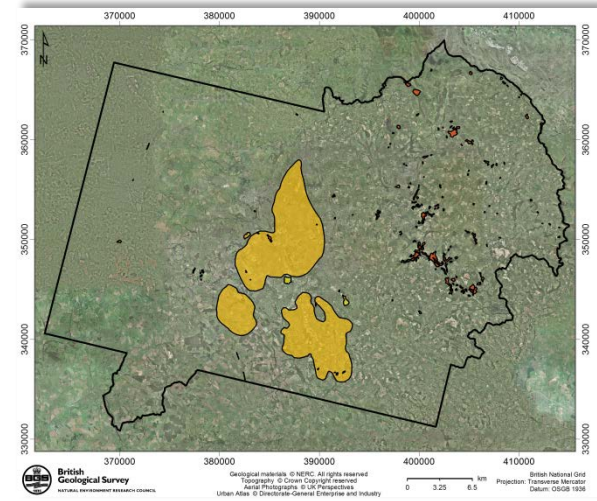 370000 380000 390000 400000 410000
370000 370000
360000 360000
350000 350000
340000 340000
330000 330000
N
370000 380000 390000 400000 410000
BGS
British
Geological Survey
NATURAL ENVIRONMENT RESEARCH COUNCIL
Geological materials © NERC. All rights reserved
Topography © Crown Copyright reserved
Aerial Photographs © UK Perspectives
Urban Atlas © Directorate-General Enterprise and Industry
km
0 3.25 6.5
British National Grid
Projection: Transverse Mercator
Datum: OSGB 1936